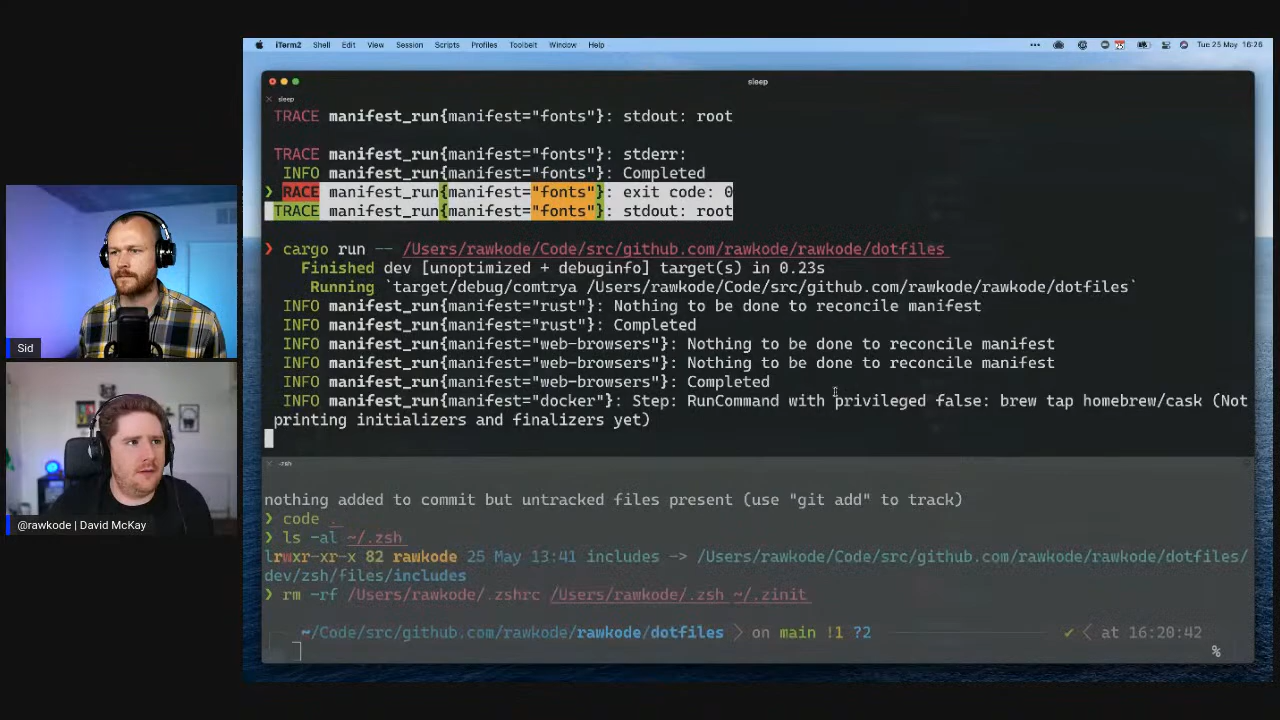 iTerm2 Shell Edit View Session Scripts Profiles Toolbelt Window Help
Tue 25 May 16:26
sleep
sleep
TRACE manifest_run{manifest="fonts"}: stdout: root
TRACE manifest_run{manifest="fonts"}: stderr:
INFO manifest_run{manifest="fonts"}: Completed
❯ RACE manifest_run{manifest="fonts"}: exit code: 0
TRACE manifest_run{manifest="fonts"}: stdout: root
❯ cargo run -- /Users/rawkode/Code/src/github.com/rawkode/rawkode/dotfiles
Finished dev [unoptimized + debuginfo] target(s) in 0.23s
Running `target/debug/comtrya /Users/rawkode/Code/src/github.com/rawkode/rawkode/dotfiles`
INFO manifest_run{manifest="rust"}: Nothing to be done to reconcile manifest
INFO manifest_run{manifest="rust"}: Completed
INFO manifest_run{manifest="web-browsers"}: Nothing to be done to reconcile manifest
INFO manifest_run{manifest="web-browsers"}: Nothing to be done to reconcile manifest
INFO manifest_run{manifest="web-browsers"}: Completed
INFO manifest_run{manifest="docker"}: Step: RunCommand with privileged false: brew tap homebrew/cask (Not
printing initializers and finalizers yet)
-zsh
nothing added to commit but untracked files present (use "git add" to track)
❯ code .
❯ ls -al ~/.zsh
lrwxr-xr-x 82 rawkode 25 May 13:41 includes -> /Users/rawkode/Code/src/github.com/rawkode/rawkode/dotfiles/
dev/zsh/files/includes
❯ rm -rf /Users/rawkode/.zshrc /Users/rawkode/.zsh ~/.zinit
~/Code/src/github.com/rawkode/rawkode/dotfiles on main !1 ?2 ✔ at 16:20:42
%
Sid
@rawkode | David McKay